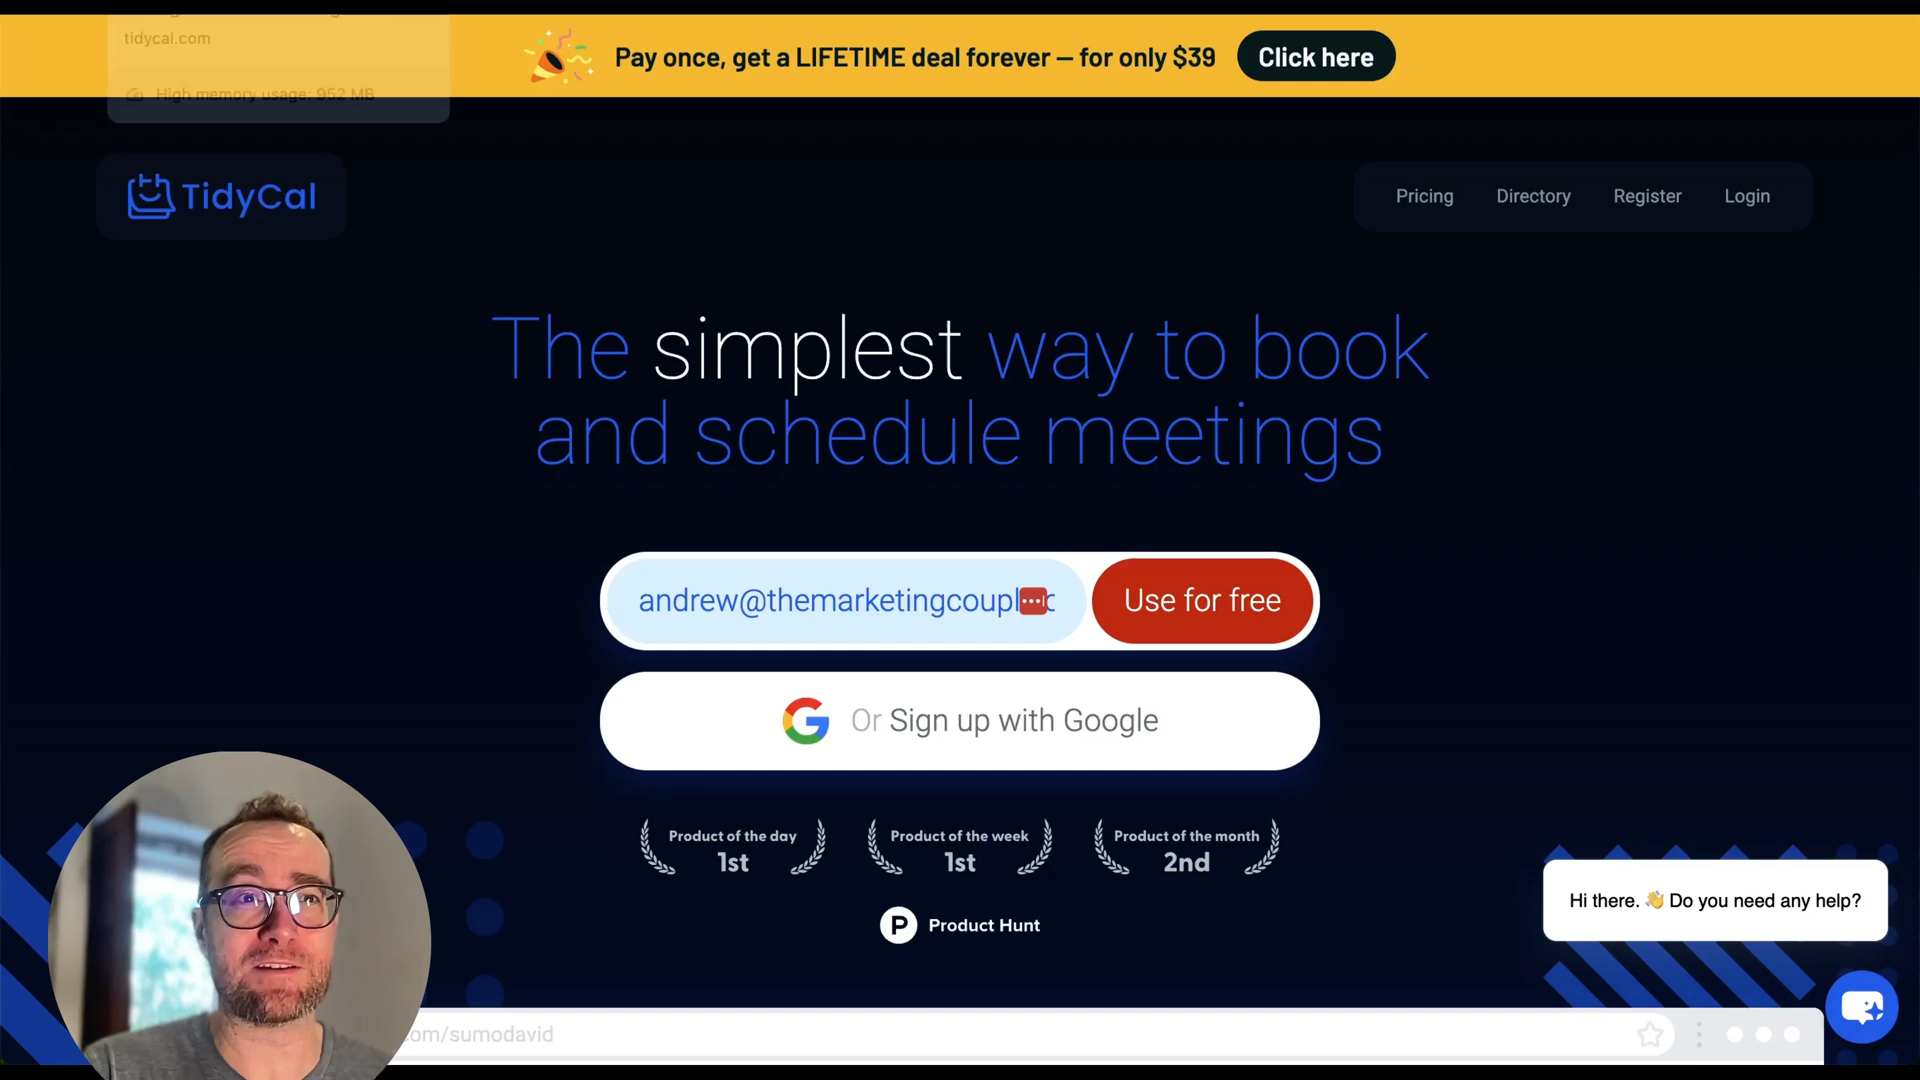 tidycal.com
High memory usage: 952 MB
Pay once, get a LIFETIME deal forever – for only $39
Click here
TidyCal
Pricing
Directory
Register
Login
The simplest way to book
and schedule meetings
andrew@themarketingcoupl
Use for free
Or Sign up with Google
Product of the day
1st
Product of the week
1st
Product of the month
2nd
P
Product Hunt
Hi there. 👋 Do you need any help?
om/sumodavid